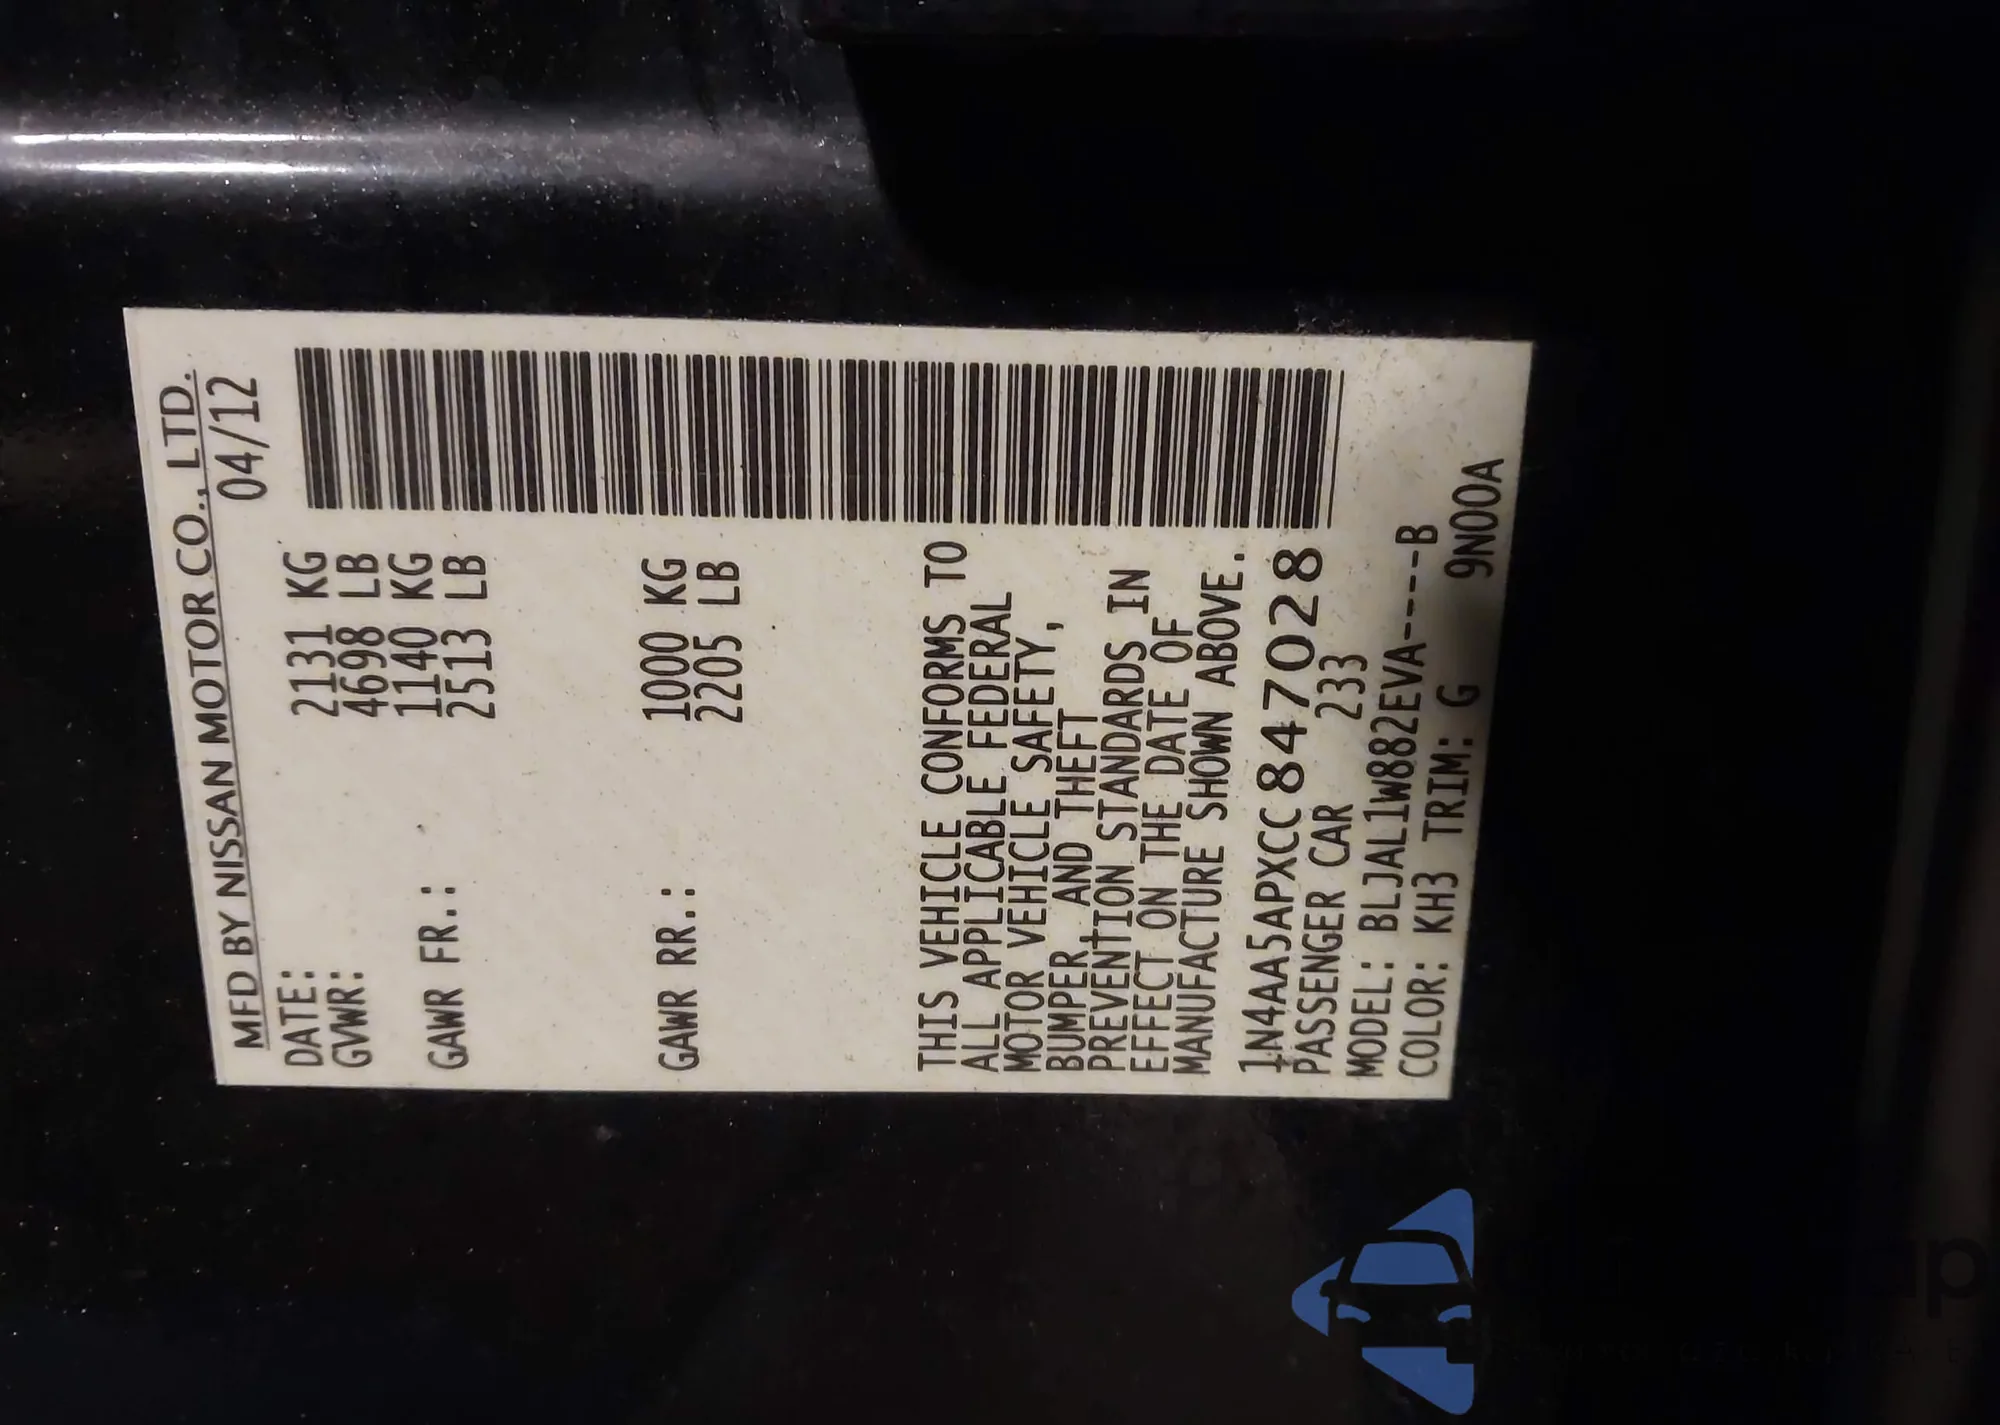 MFD BY NISSAN MOTOR CO., LTD.
DATE: 04/12
GVWR: 2131 KG
4698 LB
GAWR FR.: 1140 KG
2513 LB
GAWR RR.: 1000 KG
2205 LB
THIS VEHICLE CONFORMS TO
ALL APPLICABLE FEDERAL
MOTOR VEHICLE SAFETY,
BUMPER, AND THEFT
PREVENTION STANDARDS IN
EFFECT ON THE DATE OF
MANUFACTURE SHOWN ABOVE.
1N4AA5APXCC847028
PASSENGER CAR 233
MODEL: BLJAL1W882EVA----B
COLOR: KH3 TRIM: G 9N00A